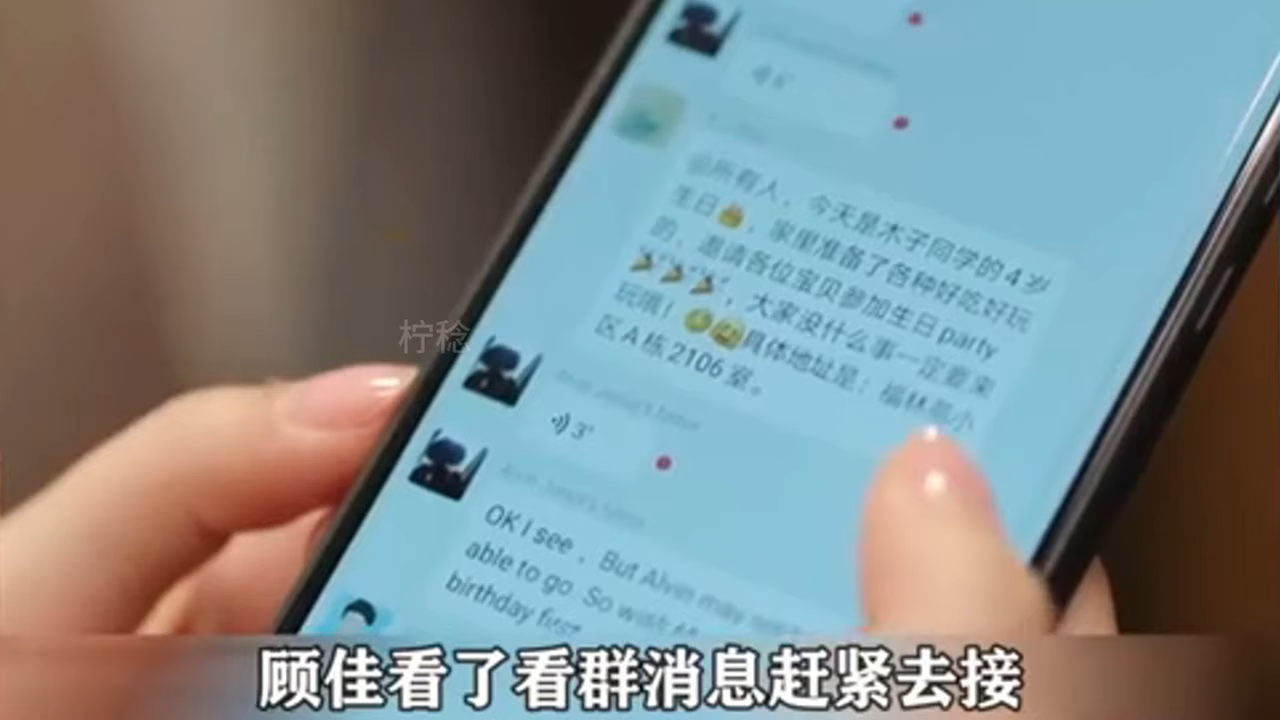 @所有人，今天是木子同学的4岁
生日，家里准备了各种好吃好玩
的，邀请各位宝贝参加生日party
，大家没什么事一定要来
玩哦！具体地址是：福林苑小
区A栋2106室。
3"
OK I see，But Alvin may not
able to go So wish
birthday first
柠稔
顾佳看了看群消息赶紧去接